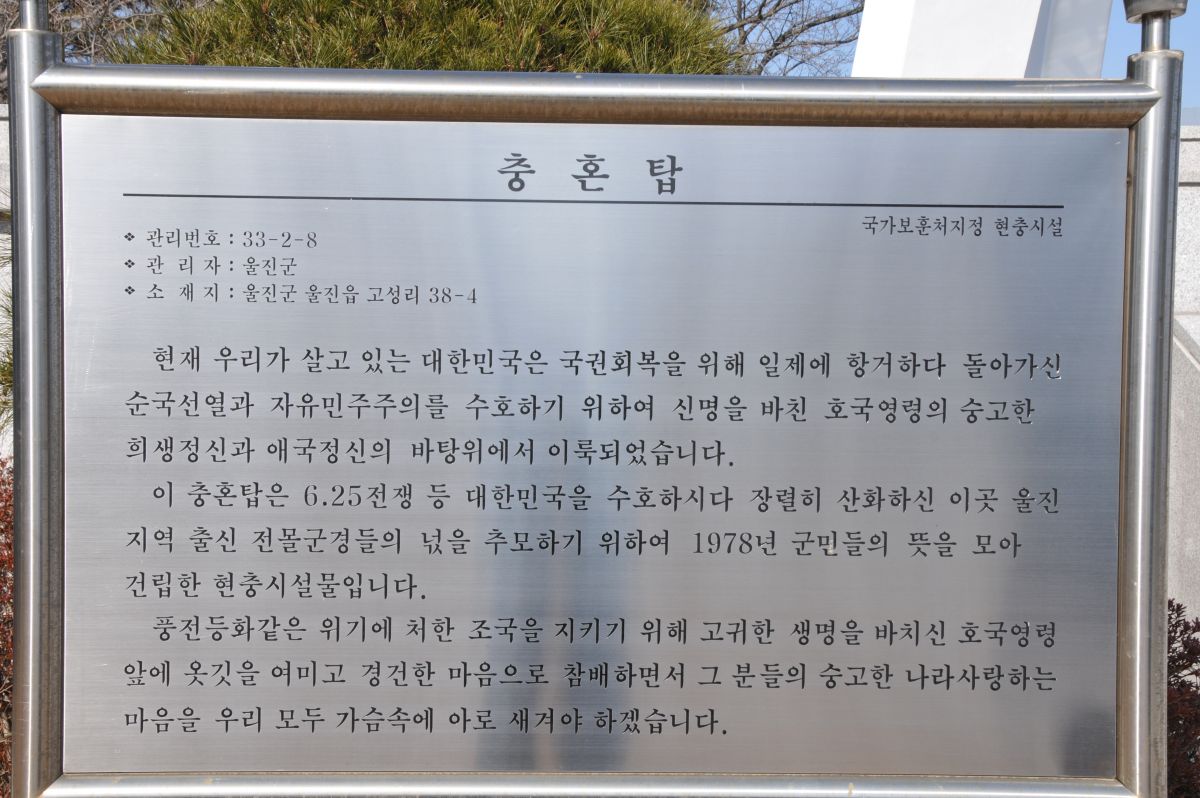 충 혼 탑
국가보훈처지정 현충시설
❖ 관리번호 : 33-2-8
❖ 관 리 자 : 울진군
❖ 소 재 지 : 울진군 울진읍 고성리 38-4
현재 우리가 살고 있는 대한민국은 국권회복을 위해 일제에 항거하다 돌아가신
순국선열과 자유민주주의를 수호하기 위하여 신명을 바친 호국영령의 숭고한
희생정신과 애국정신의 바탕위에서 이룩되었습니다.
이 충혼탑은 6.25전쟁 등 대한민국을 수호하시다 장렬히 산화하신 이곳 울진
지역 출신 전몰군경들의 넋을 추모하기 위하여 1978년 군민들의 뜻을 모아
건립한 현충시설물입니다.
풍전등화같은 위기에 처한 조국을 지키기 위해 고귀한 생명을 바치신 호국영령
앞에 옷깃을 여미고 경건한 마음으로 참배하면서 그 분들의 숭고한 나라사랑하는
마음을 우리 모두 가슴속에 아로 새겨야 하겠습니다.